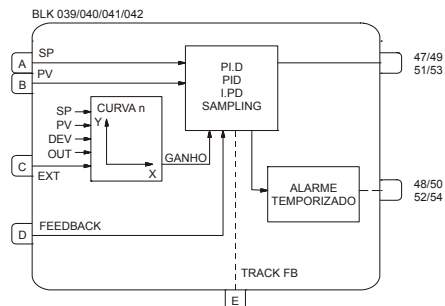 BLK 039/040/041/042
A
SP
PV
B
PI.D
PID
I.PD
SAMPLING
47/49
51/53
SP
PV
DEV
OUT
CURVA n
Y
X
GANHO
C
EXT
ALARME
TEMPORIZADO
48/50
52/54
D
FEEDBACK
TRACK FB
E